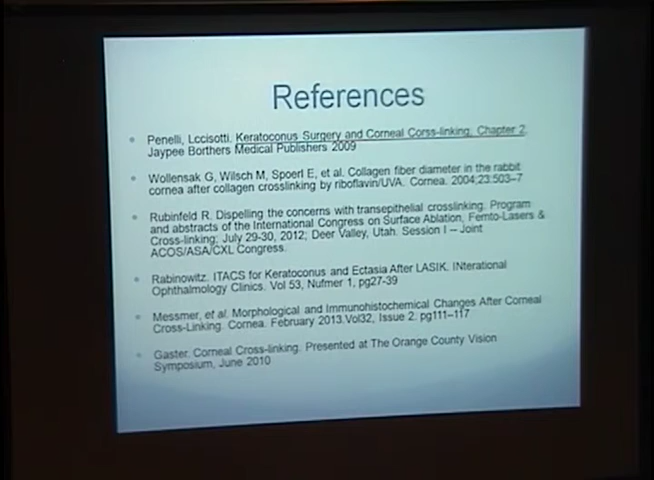 References
Penelli, Lccisotti. Keratoconus Surgery and Corneal Corss-linking, Chapter 2.
Jaypee Borthers Medical Publishers 2009
Wollensak G, Wilsch M, Spoerl E, et al. Collagen fiber diameter in the rabbit
cornea after collagen crosslinking by riboflavin/UVA. Cornea. 2004;23:503–7
Rubinfeld R. Dispelling the concerns with transepithelial crosslinking. Program
and abstracts of the International Congress on Surface Ablation, Femto-Lasers &
Cross-linking; July 29-30, 2012; Deer Valley, Utah. Session I – Joint
ACOS/ASA/CXL Congress.
Rabinowitz. ITACS for Keratoconus and Ectasia After LASIK. INterational
Ophthalmology Clinics. Vol 53, Nufmer 1, pg27-39
Messmer, et al. Morphological and Immunohistochemical Changes After Corneal
Cross-Linking. Cornea. February 2013.Vol32, Issue 2. pg111–117
Gaster. Corneal Cross-linking. Presented at The Orange County Vision
Symposium, June 2010